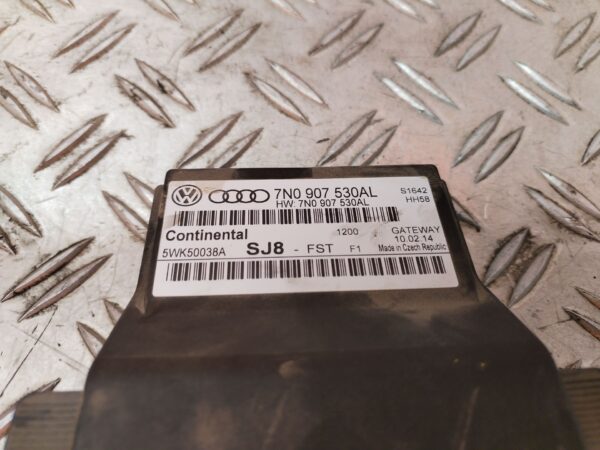 7N0 907 530AL S1642
HW: 7N0 907 530AL HH58
Continental 1200 GATEWAY
5WK50038A SJ8 - FST F1 10.02.14
Made in Czech Republic